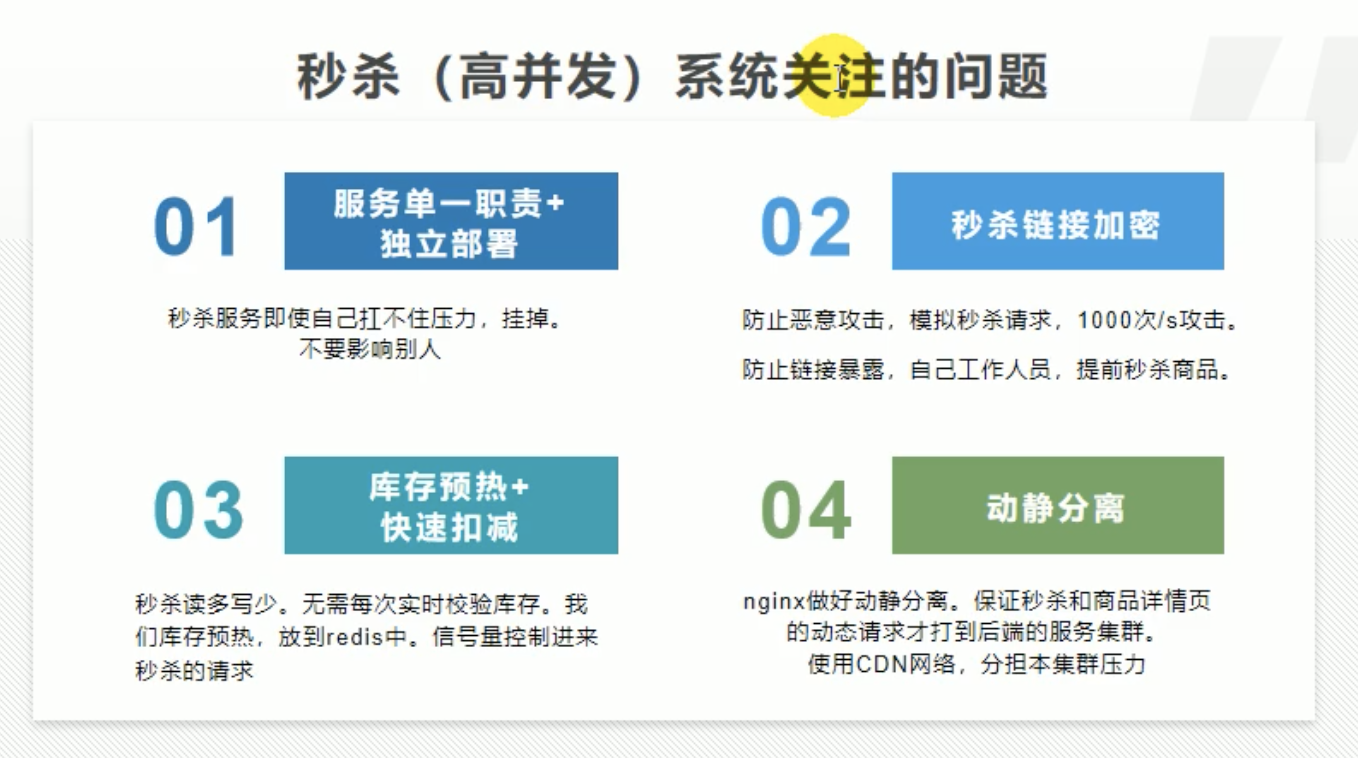 秒杀（高并发）系统关注的问题
01
服务单一职责+
独立部署
秒杀服务即使自己扛不住压力，挂掉。
不要影响别人
02
秒杀链接加密
防止恶意攻击，模拟秒杀请求，1000次/s攻击。
防止链接暴露，自己工作人员，提前秒杀商品。
03
库存预热+
快速扣减
秒杀读多写少。无需每次实时校验库存。我
们库存预热，放到redis中。信号量控制进来
秒杀的请求
04
动静分离
nginx做好动静分离。保证秒杀和商品详情页
的动态请求才打到后端的服务集群。
使用CDN网络，分担本集群压力